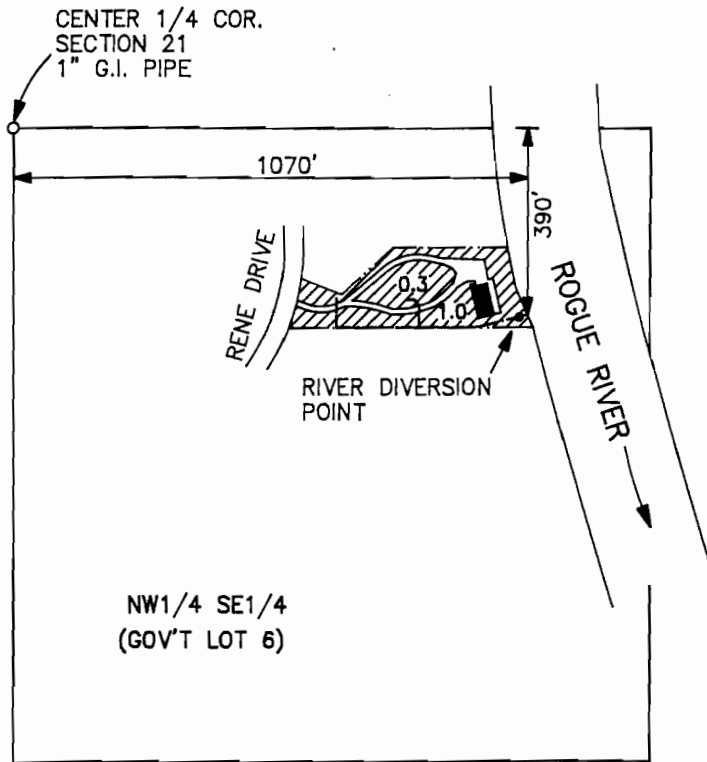 CENTER 1/4 COR.
SECTION 21
1" G.I. PIPE
1070'
390'
RENE DRIVE
0.3
1.0
ROGUE RIVER
RIVER DIVERSION
POINT
NW1/4 SE1/4
(GOV'T LOT 6)